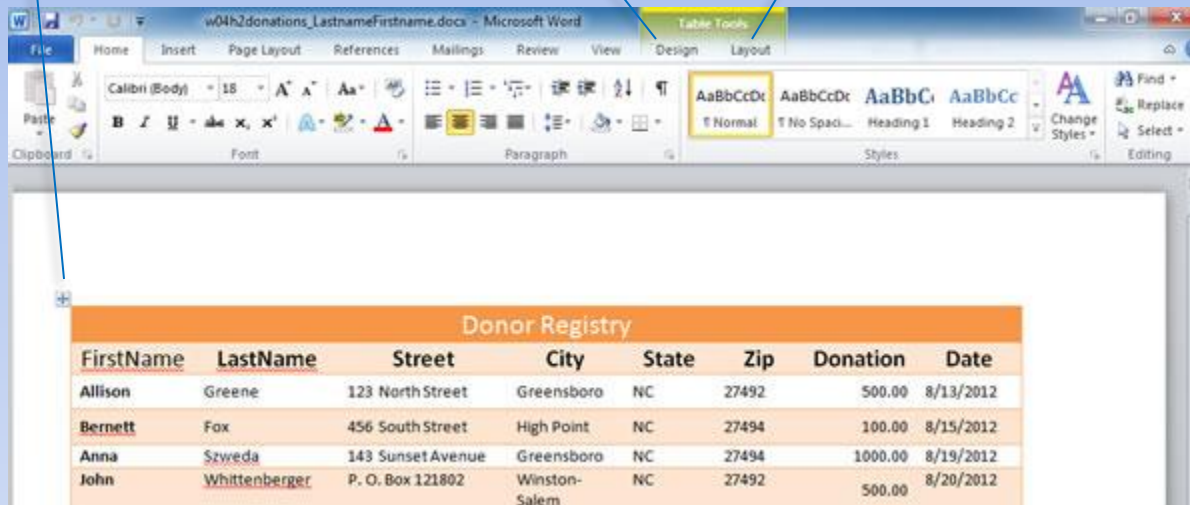 w04h2donations_LastnameFirstname.docx - Microsoft Word Table Tools
File Home Insert Page Layout References Mailings Review View Design Layout
Paste Calibri (Body) 18 A A Aa Find
B I U abc x, x² A A AaBbCcDc AaBbCcDc AaBbC AaBbCc A Replace
¶ Normal ¶ No Spaci... Heading 1 Heading 2 Change Styles Select
Clipboard Font Paragraph Styles Editing
Donor Registry
FirstName LastName Street City State Zip Donation Date
Allison Greene 123 North Street Greensboro NC 27492 500.00 8/13/2012
Bernett Fox 456 South Street High Point NC 27494 100.00 8/15/2012
Anna Szweda 143 Sunset Avenue Greensboro NC 27494 1000.00 8/19/2012
John Whittenberger P. O. Box 121802 Winston- NC 27492 500.00 8/20/2012
Salem